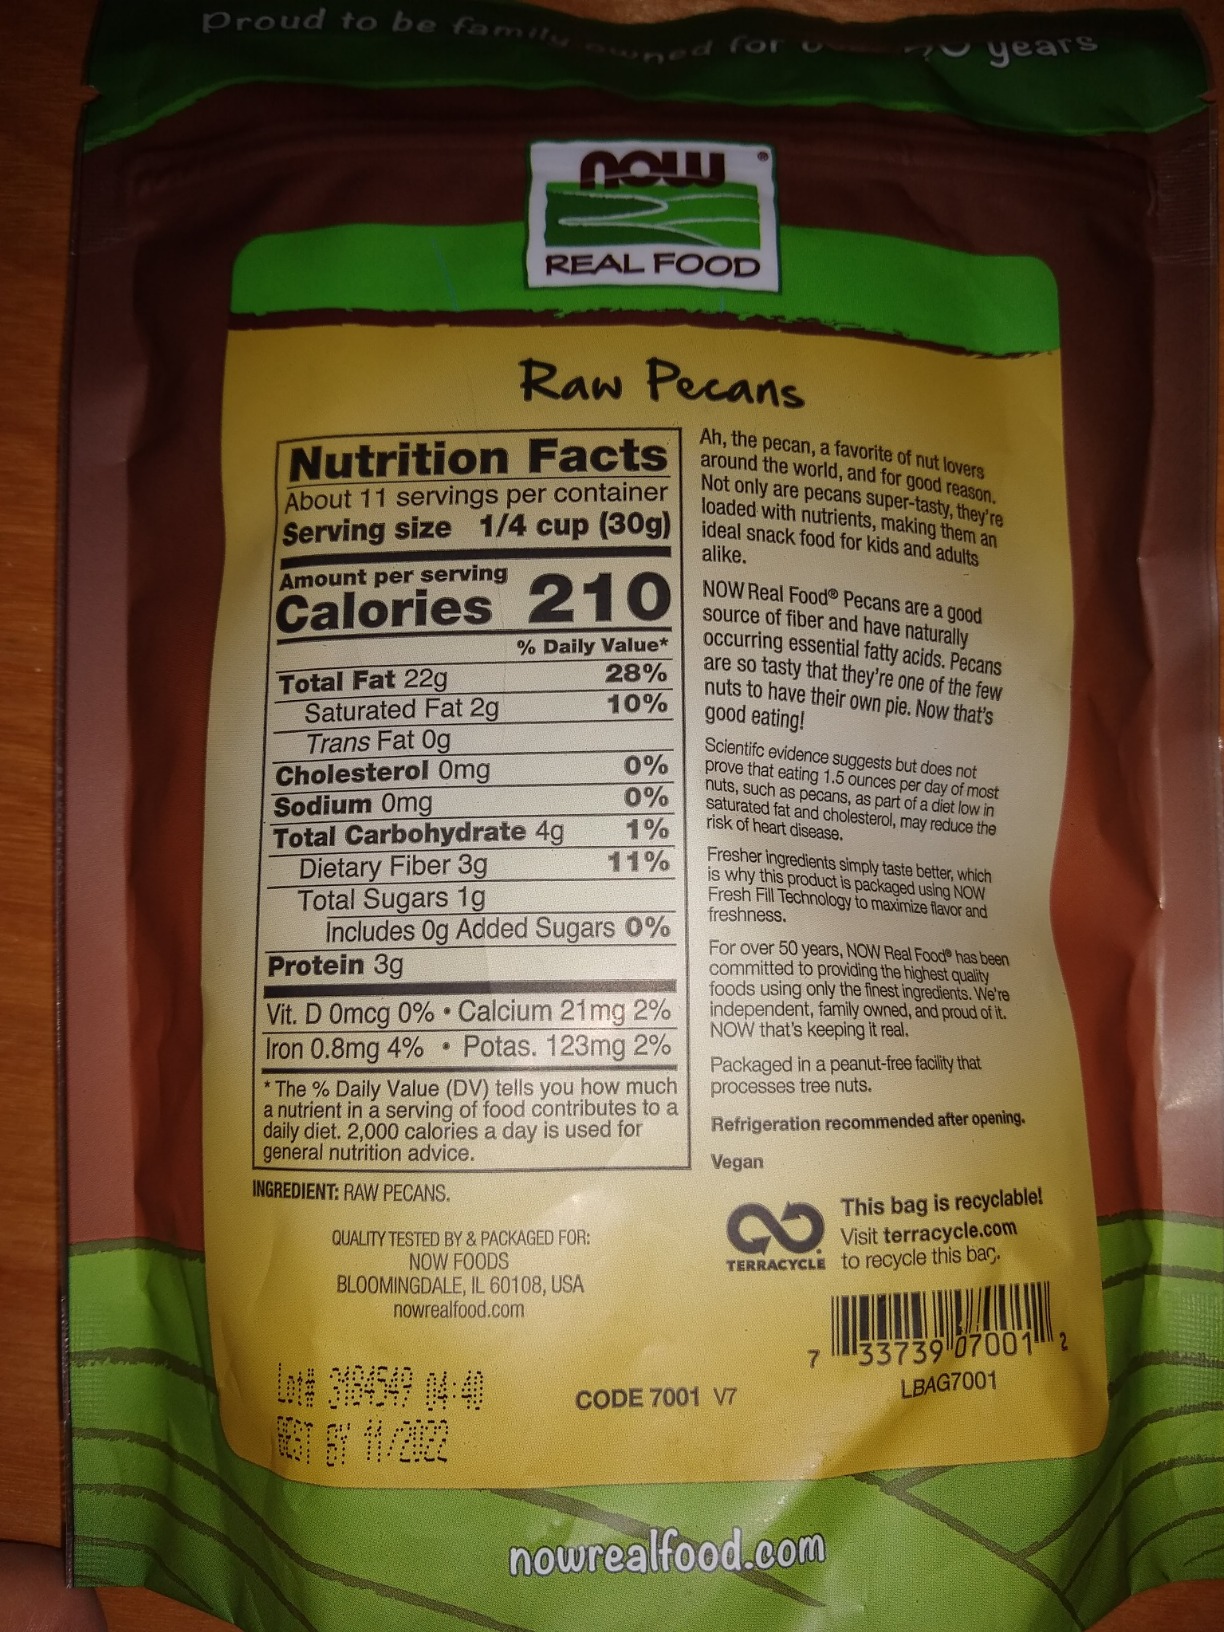 Proud to be family owned for years
NOW®
REAL FOOD
Raw Pecans
Nutrition Facts
About 11 servings per container
Serving size 1/4 cup (30g)
Amount per serving
Calories 210
% Daily Value*
Total Fat 22g 28%
Saturated Fat 2g 10%
Trans Fat 0g
Cholesterol 0mg 0%
Sodium 0mg 0%
Total Carbohydrate 4g 1%
Dietary Fiber 3g 11%
Total Sugars 1g
Includes 0g Added Sugars 0%
Protein 3g
Vit. D 0mcg 0% • Calcium 21mg 2%
Iron 0.8mg 4% • Potas. 123mg 2%
* The % Daily Value (DV) tells you how much
a nutrient in a serving of food contributes to a
daily diet. 2,000 calories a day is used for
general nutrition advice.
INGREDIENT: RAW PECANS.
QUALITY TESTED BY & PACKAGED FOR:
NOW FOODS
BLOOMINGDALE, IL 60108, USA
nowrealfood.com
Ah, the pecan, a favorite of nut lovers
around the world, and for good reason.
Not only are pecans super-tasty, they're
loaded with nutrients, making them an
ideal snack food for kids and adults
alike.
NOW Real Food® Pecans are a good
source of fiber and have naturally
occurring essential fatty acids. Pecans
are so tasty that they're one of the few
nuts to have their own pie. Now that's
good eating!
Scientifc evidence suggests but does not
prove that eating 1.5 ounces per day of most
nuts, such as pecans, as part of a diet low in
saturated fat and cholesterol, may reduce the
risk of heart disease.
Fresher ingredients simply taste better, which
is why this product is packaged using NOW
Fresh Fill Technology to maximize flavor and
freshness.
For over 50 years, NOW Real Food® has been
committed to providing the highest quality
foods using only the finest ingredients. We're
independent, family owned, and proud of it.
NOW that's keeping it real.
Packaged in a peanut-free facility that
processes tree nuts.
Refrigeration recommended after opening.
Vegan
TERRACYCLE
This bag is recyclable!
Visit terracycle.com
to recycle this bag.
7 33739 07001 2
LBAG7001
CODE 7001 V7
Lot# 3184549 04:40
BEST BY 11/2022
nowrealfood.com